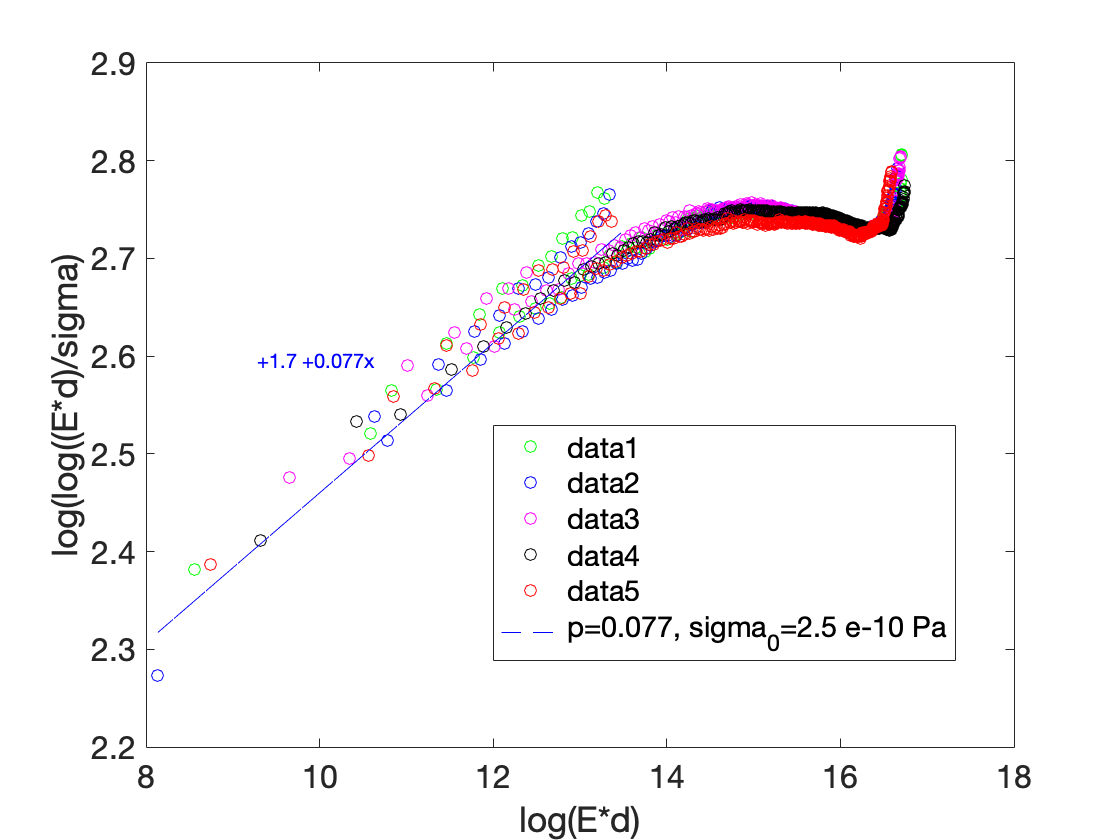 2.9
2.8
2.7
2.6
2.5
2.4
2.3
2.2
log(log((E*d)/sigma)
+1.7 +0.077x
data1
data2
data3
data4
data5
p=0.077, sigma0=2.5 e-10 Pa
8 10 12 14 16 18
log(E*d)